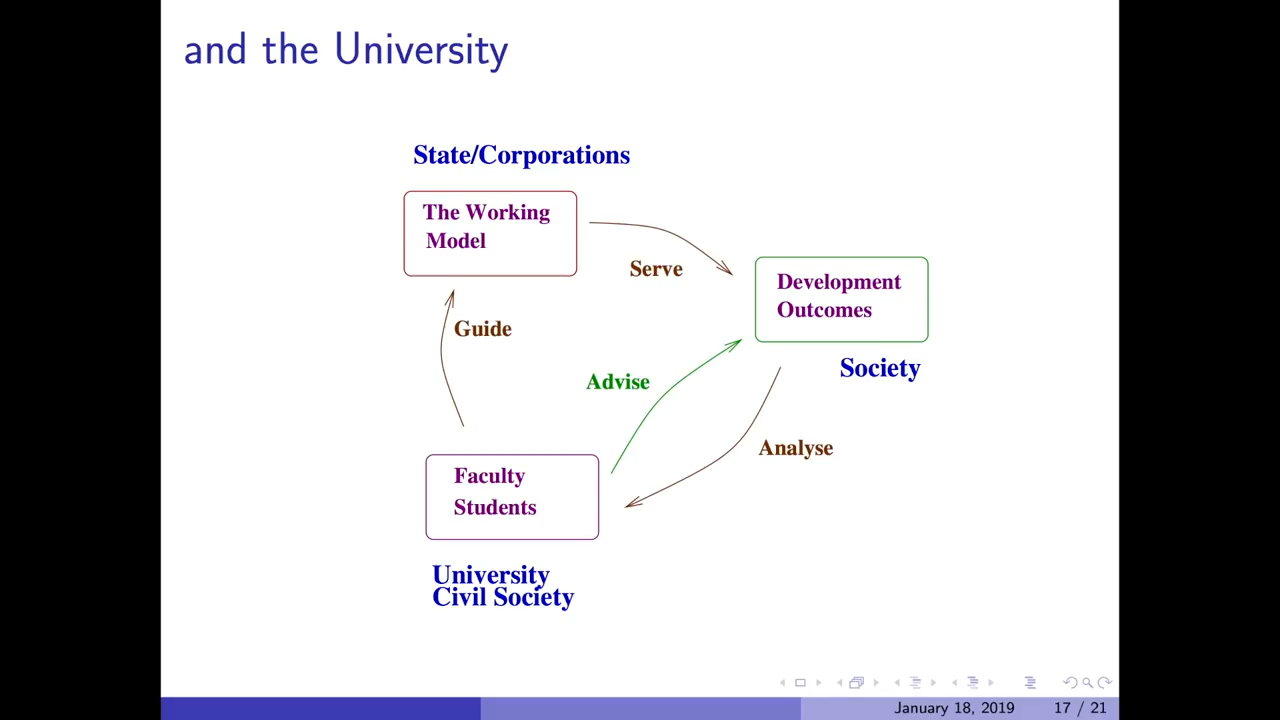 and the University
State/Corporations
The Working
Model
Serve
Development
Outcomes
Guide
Society
Advise
Analyse
Faculty
Students
University
Civil Society
January 18, 2019
17 / 21